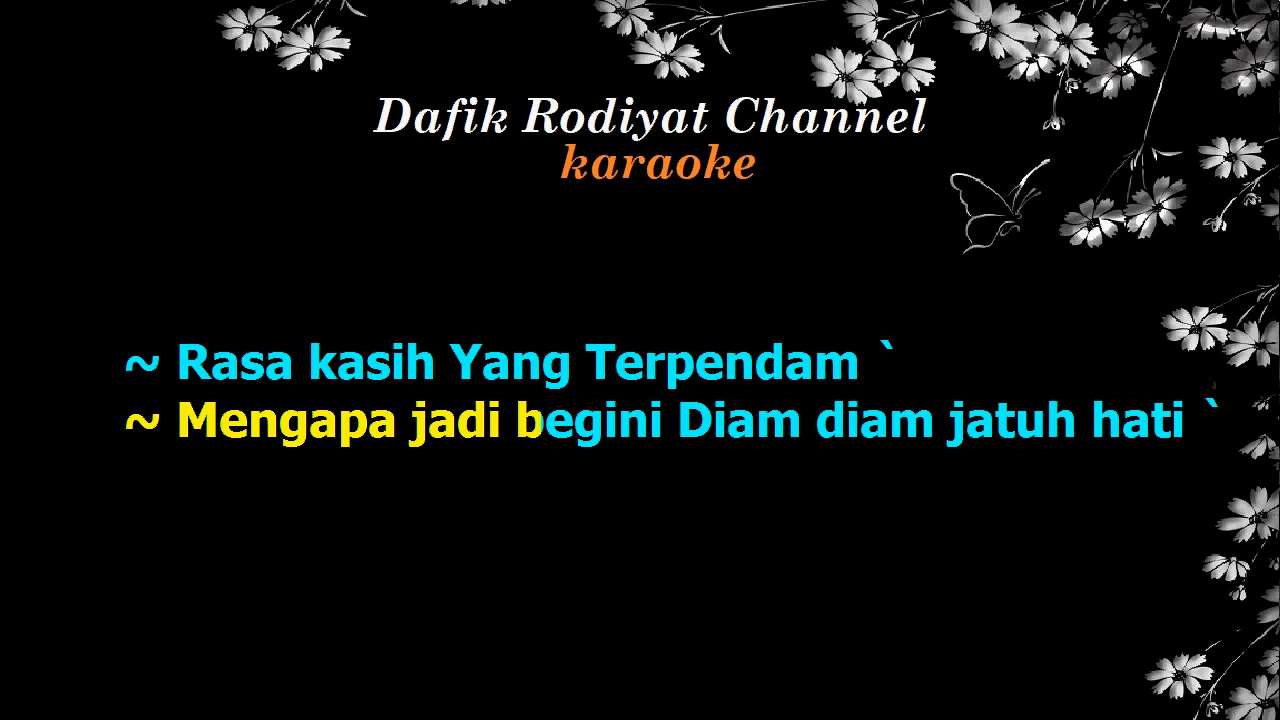 Dafik Rodiyat Channel
karaoke
~ Rasa kasih Yang Terpendam `
~ Mengapa jadi begini Diam diam jatuh hati `